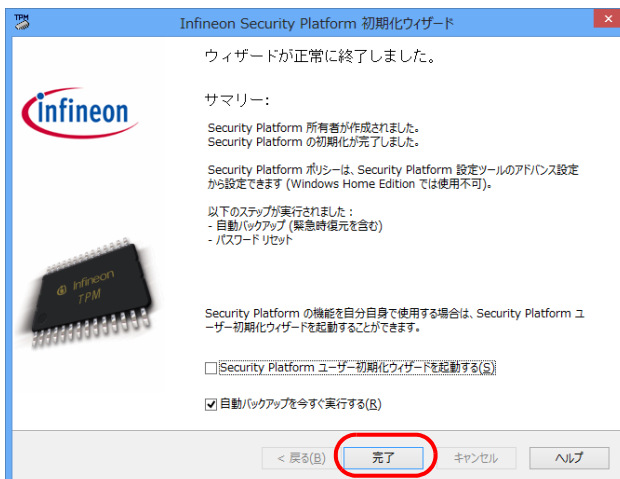 TPM
Infineon Security Platform 初期化ウィザード
ウィザードが正常に終了しました。
infineon
サマリー:
Security Platform 所有者が作成されました。
Security Platform の初期化が完了しました。
Security Platform ポリシーは、Security Platform 設定ツールのアドバンス設定
から設定できます (Windows Home Edition では使用不可)。
以下のステップが実行されました :
- 自動バックアップ (緊急時復元を含む)
- パスワード リセット
Infineon
TPM
Security Platform の機能を自分自身で使用する場合は、Security Platform ユ
ーザー初期化ウィザードを起動することができます。
Security Platform ユーザー初期化ウィザードを起動する(S)
自動バックアップを今すぐ実行する(R)
< 戻る(B) 完了 キャンセル ヘルプ